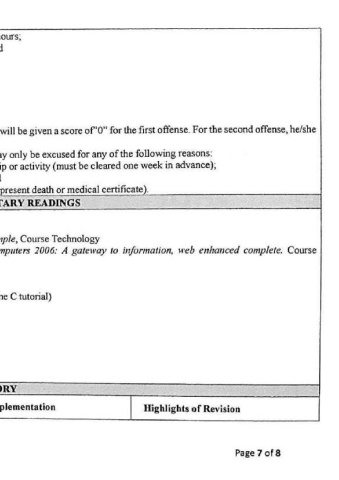 ours;
d
will be given a score of"0" for the first offense. For the second offense, he/she
ay only be excused for any of the following reasons:
ip or activity (must be cleared one week in advance);
d
present death or medical certificate).
TARY READINGS
mple, Course Technology
mputers 2006: A gateway to information, web enhanced complete. Course
ne C tutorial)
ORY
plementation Highlights of Revision
Page 7 of 8